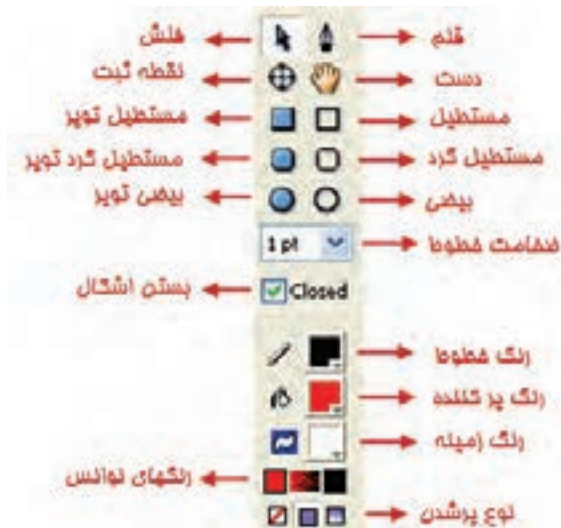 قلم
فلش
دست
نقطه ثبت
مستطیل
مستطیل توپر
مستطیل گرد
مستطیل گرد توپر
بیضی
بیضی توپر
1 pt
ضخامت خطوط
Closed
بستن اشکال
رنگ خطوط
رنگ پر کننده
رنگ زمینه
رنگهای نوانس
نوع پرشدن